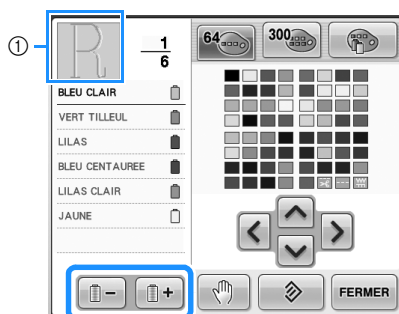 ①
R
1
6
64
300
BLEU CLAIR
VERT TILLEUL
LILAS
BLEU CENTAUREE
LILAS CLAIR
JAUNE
- +
FERMER